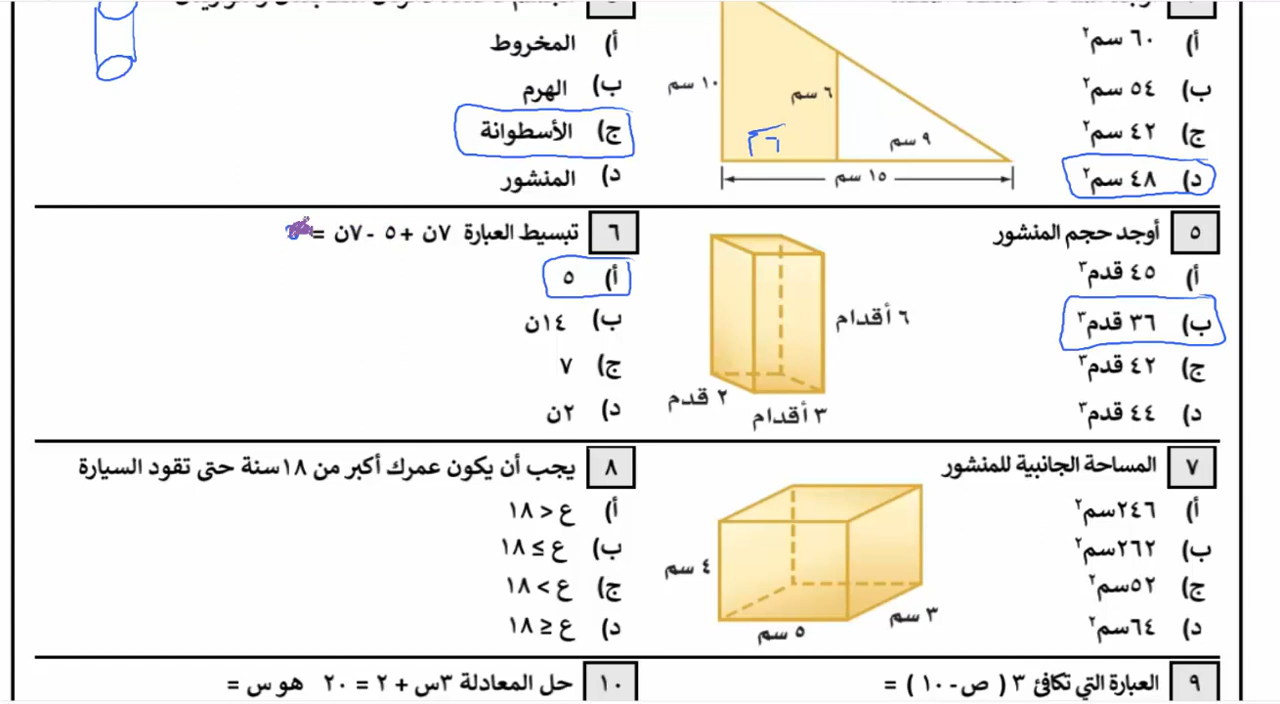 أ) ٦٠ سم٢
ب) ٥٤ سم٢
ج) ٤٢ سم٢
د) ٤٨ سم٢
١٠ سم
٦ سم
٩ سم
١٥ سم
٦
أ) المخروط
ب) الهرم
ج) الأسطوانة
د) المنشور
٥ أوجد حجم المنشور
أ) ٤٥ قدم٣
ب) ٣٦ قدم٣
ج) ٤٢ قدم٣
د) ٤٤ قدم٣
٦ أقدام
٢ قدم
٣ أقدام
٦ تبسيط العبارة ٧ن + ٥ - ٧ن =
أ) ٥
ب) ١٤ن
ج) ٧
د) ٢ن
٧ المساحة الجانبية للمنشور
أ) ٢٤٦سم٢
ب) ٢٦٢سم٢
ج) ٥٢سم٢
د) ٦٤سم٢
٤ سم
٥ سم
٣ سم
٨ يجب أن يكون عمرك أكبر من ١٨سنة حتى تقود السيارة
أ) ع < ١٨
ب) ع ≥ ١٨
ج) ع > ١٨
د) ع ≤ ١٨
٩ العبارة التي تكافئ ٣ ( ص - ١٠ ) =
١٠ حل المعادلة ٣س + ٢ = ٢٠ هو س =